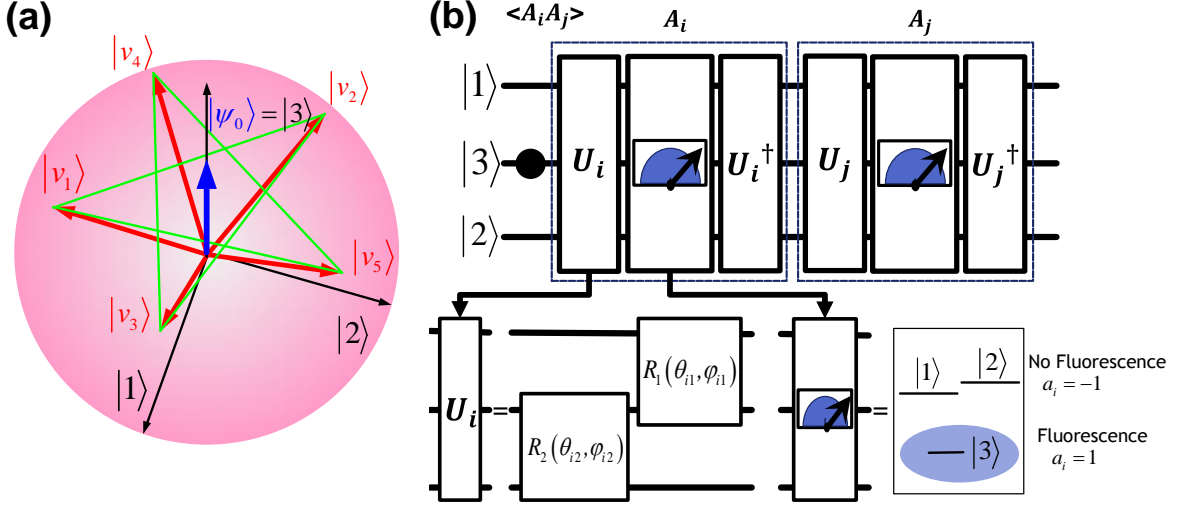 (a)
|v₄⟩
|v₂⟩
|ψ₀⟩ = |3⟩
|v₁⟩
|v₅⟩
|v₃⟩
|2⟩
|1⟩
(b)
<AᵢAⱼ>
Aᵢ
Aⱼ
|1⟩
|3⟩
|2⟩
Uᵢ
Uᵢ†
Uⱼ
Uⱼ†
Uᵢ
=
R₁(θᵢ₁,φᵢ₁)
R₂(θᵢ₂,φᵢ₂)
=
|1⟩
|2⟩
|3⟩
No Fluorescence
aᵢ = −1
Fluorescence
aᵢ = 1